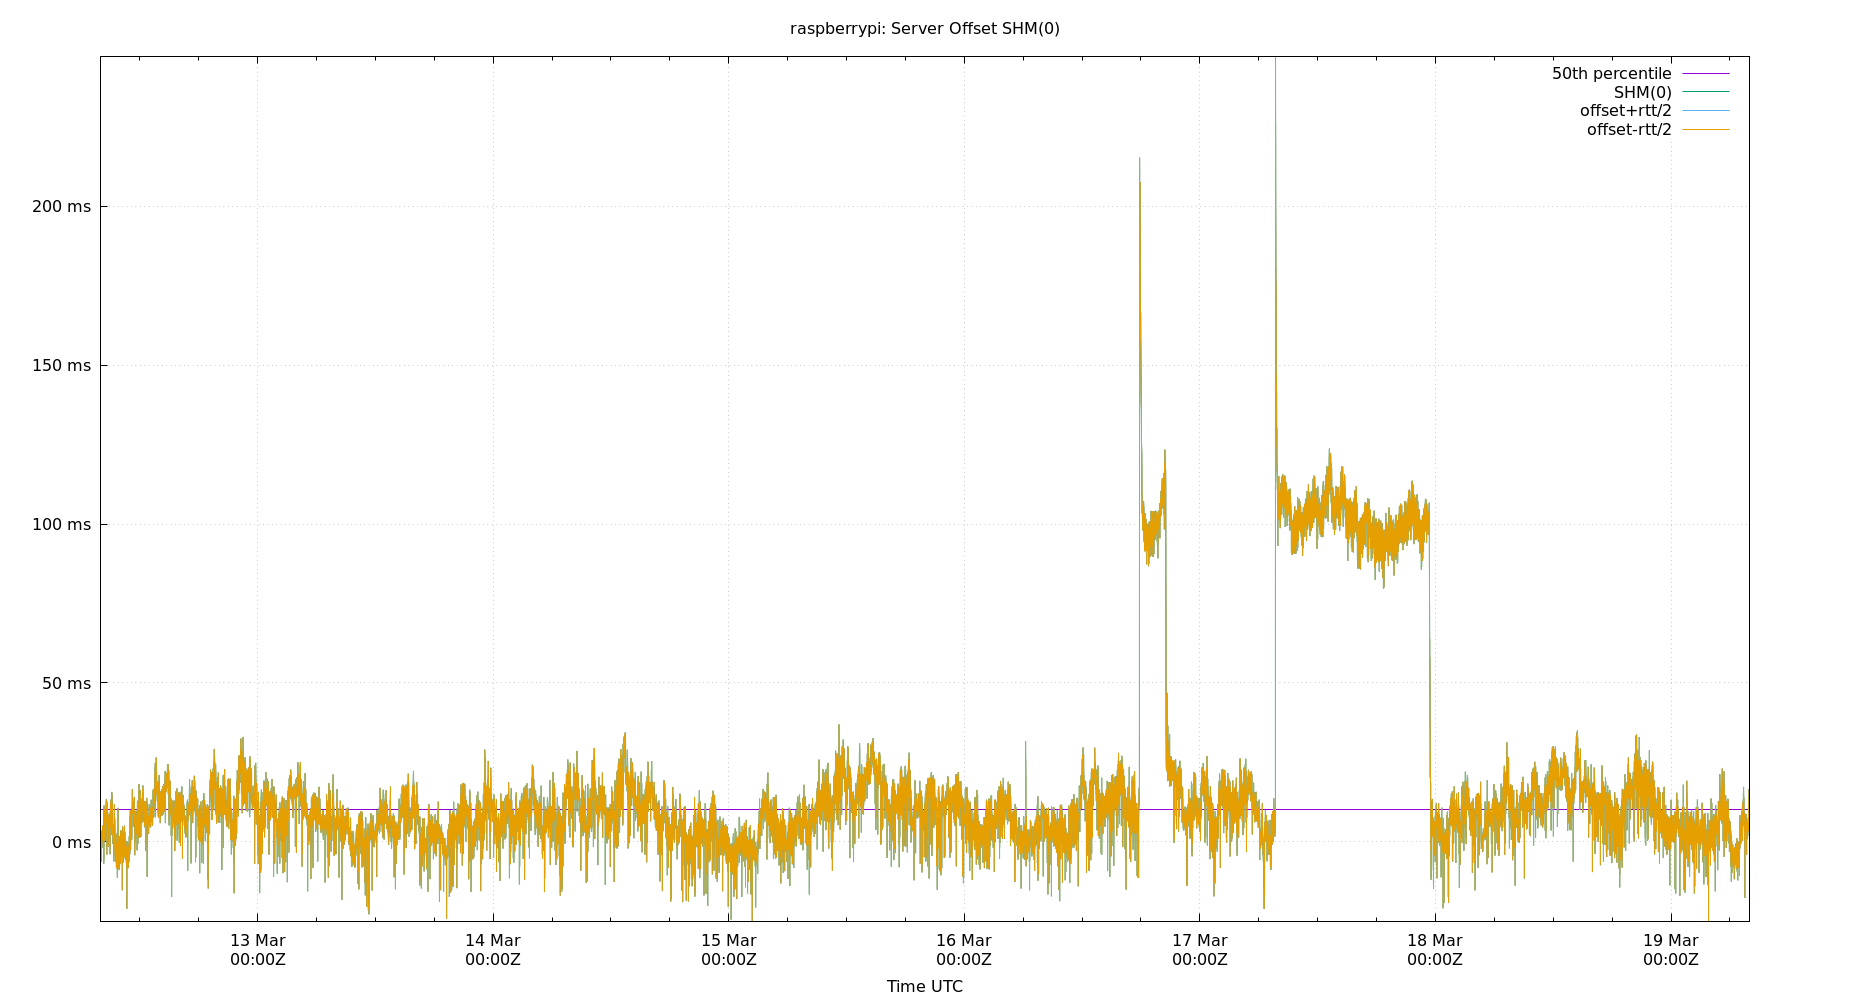 raspberrypi: Server Offset SHM(0)
50th percentile
SHM(0)
offset+rtt/2
offset-rtt/2
200 ms
150 ms
100 ms
50 ms
0 ms
13 Mar 14 Mar 15 Mar 16 Mar 17 Mar 18 Mar 19 Mar
00:00Z 00:00Z 00:00Z 00:00Z 00:00Z 00:00Z 00:00Z
Time UTC